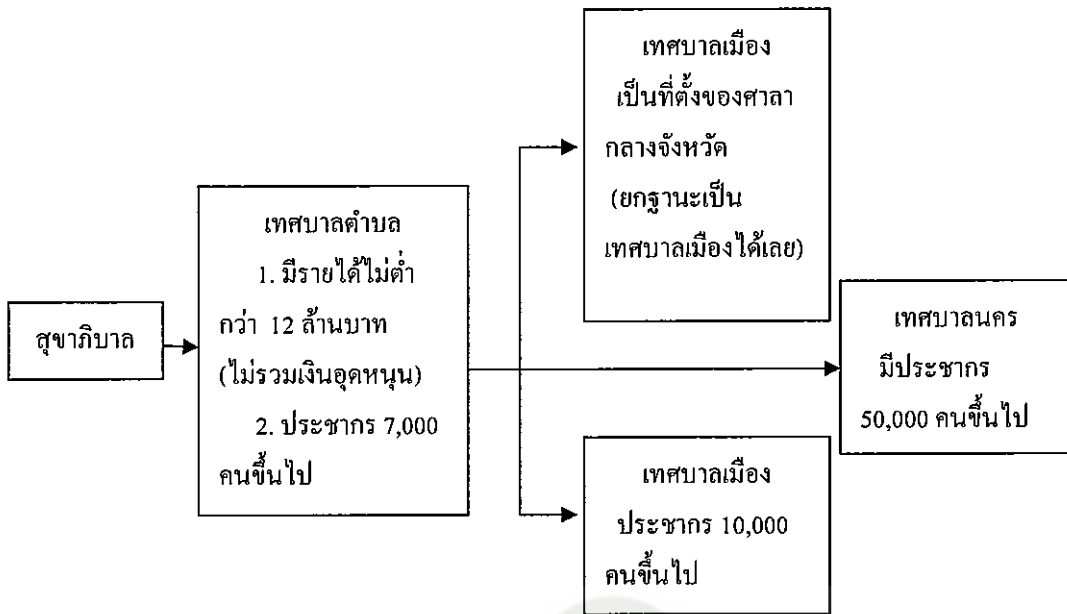 สุขาภิบาล
เทศบาลตำบล
1. มีรายได้ไม่ต่ำ
กว่า 12 ล้านบาท
(ไม่รวมเงินอุดหนุน)
2. ประชากร 7,000
คนขึ้นไป
เทศบาลเมือง
เป็นที่ตั้งของศาลา
กลางจังหวัด
(ยกฐานะเป็น
เทศบาลเมืองได้เลย)
เทศบาลนคร
มีประชากร
50,000 คนขึ้นไป
เทศบาลเมือง
ประชากร 10,000
คนขึ้นไป